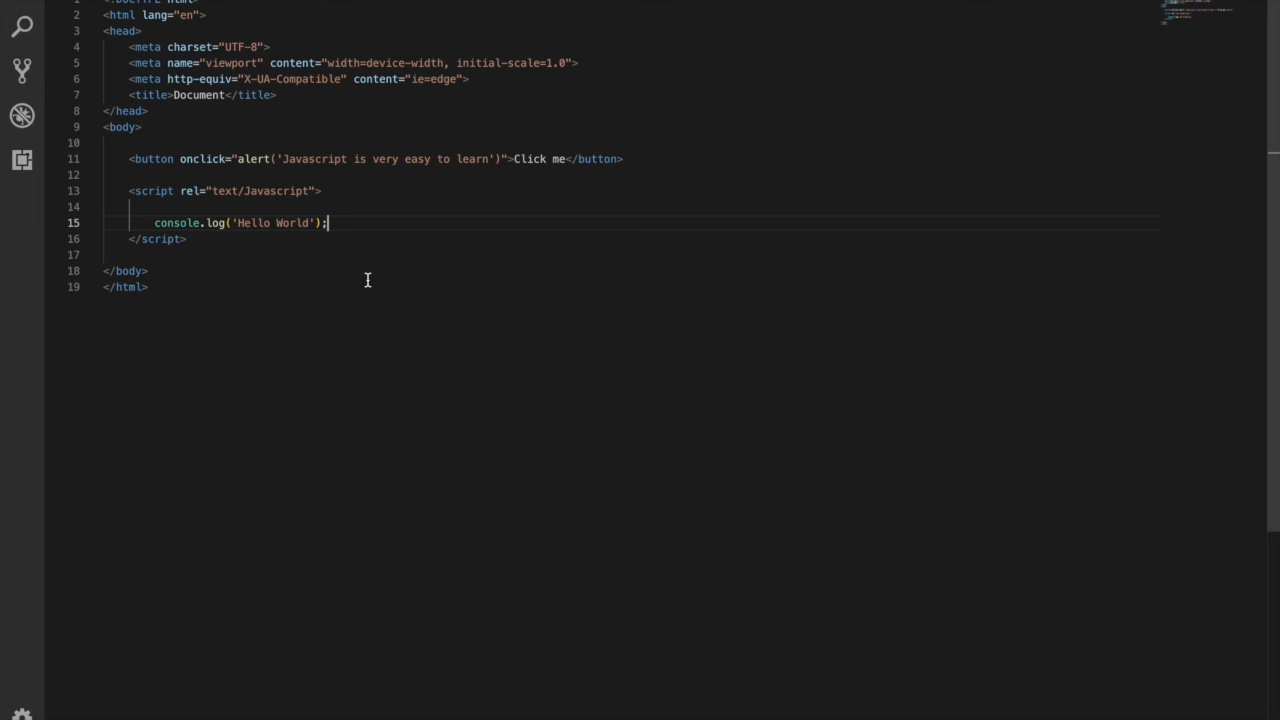 1 <!DOCTYPE html>
2 <html lang="en">
3 <head>
4 <meta charset="UTF-8">
5 <meta name="viewport" content="width=device-width, initial-scale=1.0">
6 <meta http-equiv="X-UA-Compatible" content="ie=edge">
7 <title>Document</title>
8 </head>
9 <body>
10
11 <button onclick="alert('Javascript is very easy to learn')">Click me</button>
12
13 <script rel="text/Javascript">
14
15 console.log('Hello World');
16 </script>
17
18 </body>
19 </html>